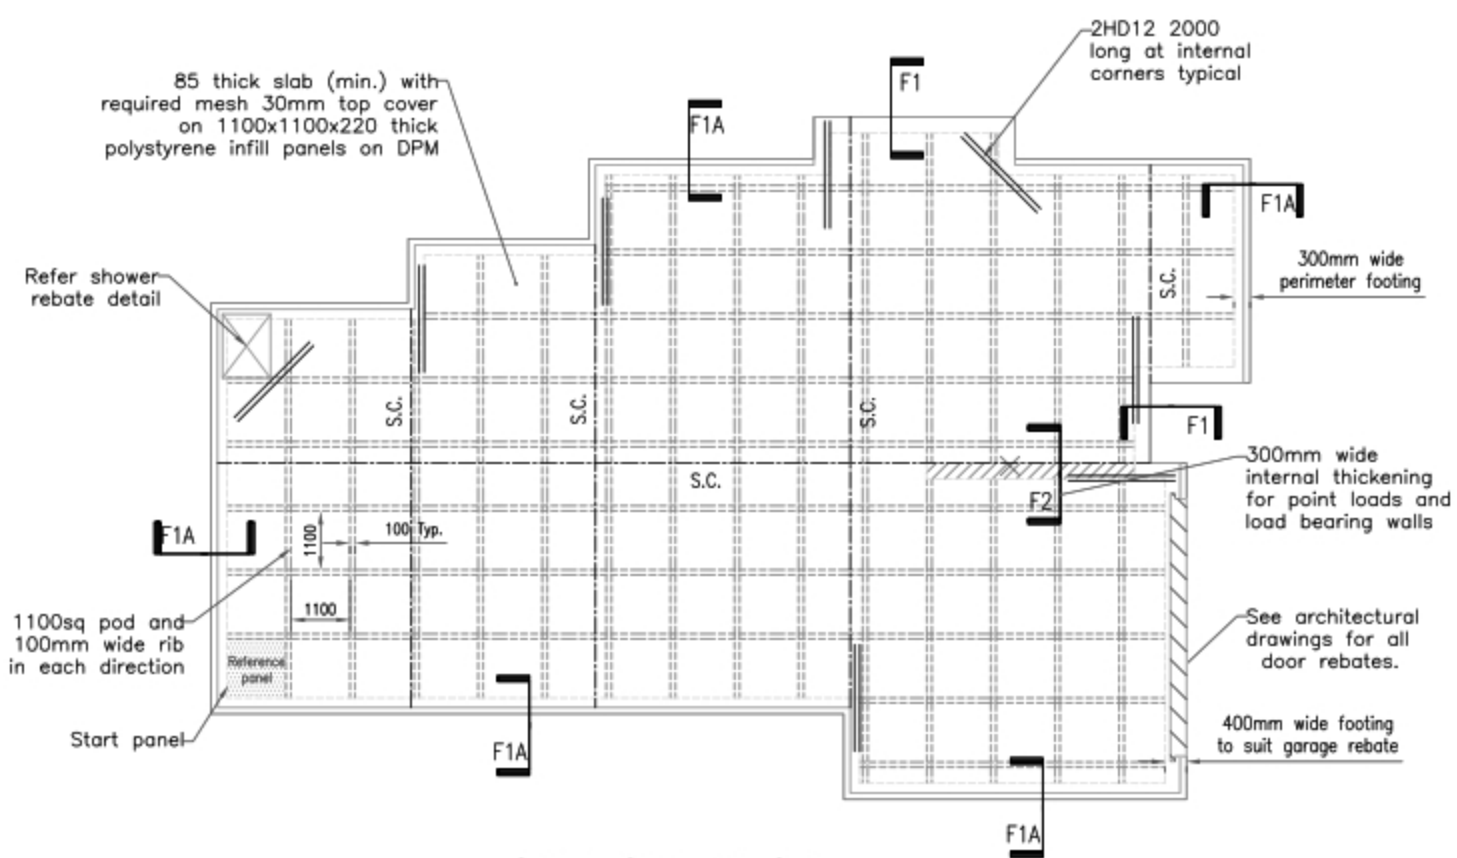 2HD12 2000
long at internal
corners typical
85 thick slab (min.) with
required mesh 30mm top cover
on 1100x1100x220 thick
polystyrene infill panels on DPM
F1
F1A
F1A
300mm wide
perimeter footing
Refer shower
rebate detail
S.C.
S.C.
S.C.
S.C.
F1
300mm wide
internal thickening
for point loads and
load bearing walls
S.C.
F2
F1A
1100
100 Typ.
1100
1100sq pod and
100mm wide rib
in each direction
See architectural
drawings for all
door rebates.
Reference
panel
Start panel
F1A
400mm wide footing
to suit garage rebate
F1A